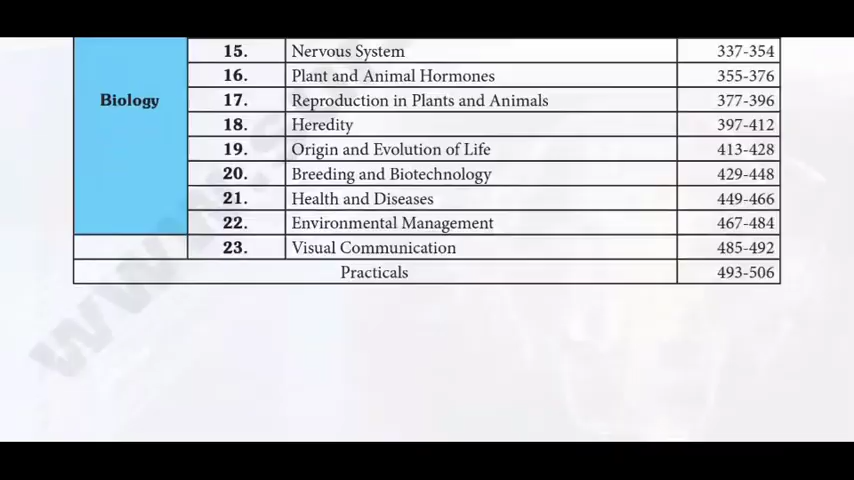 15. Nervous System 337-354
16. Plant and Animal Hormones 355-376
Biology 17. Reproduction in Plants and Animals 377-396
18. Heredity 397-412
19. Origin and Evolution of Life 413-428
20. Breeding and Biotechnology 429-448
21. Health and Diseases 449-466
22. Environmental Management 467-484
23. Visual Communication 485-492
Practicals 493-506